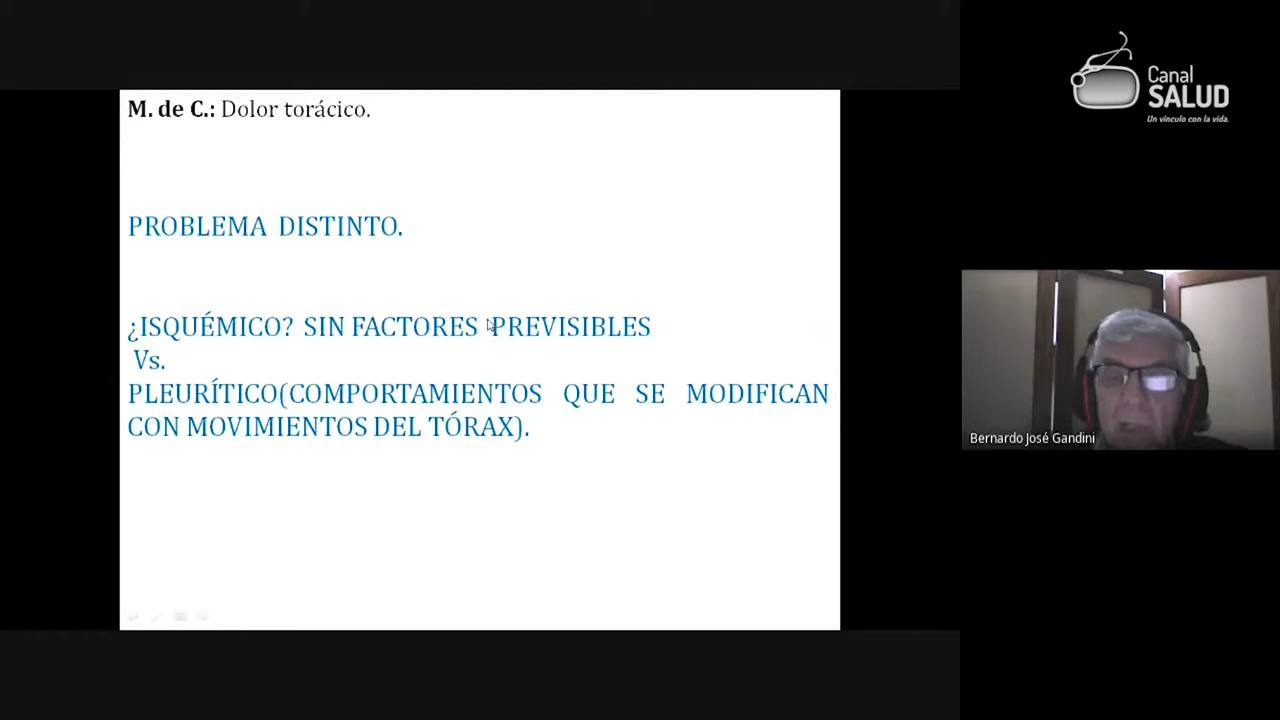 M. de C.: Dolor torácico.
PROBLEMA DISTINTO.
¿ISQUÉMICO? SIN FACTORES PREVISIBLES
Vs.
PLEURÍTICO(COMPORTAMIENTOS QUE SE MODIFICAN
CON MOVIMIENTOS DEL TÓRAX).
Canal
SALUD
Un vínculo con la vida.
Bernardo José Gandini